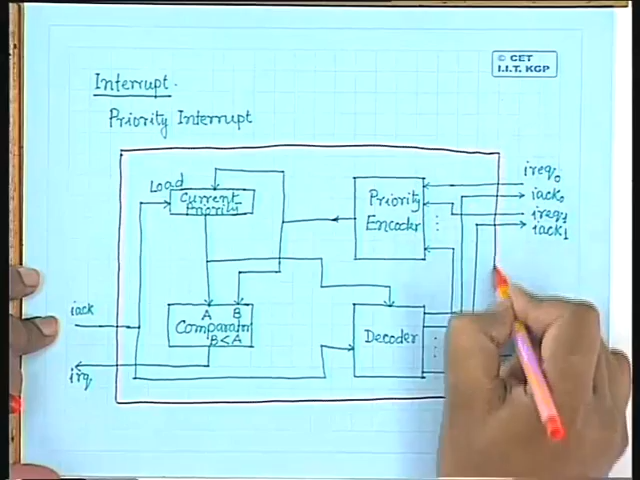 © CET
I.I.T. KGP
Interrupt.
Priority Interrupt
Load
Current
Priority
Priority
Encoder
ireq0
iack0
ireq1
iack1
iack
A B
Comparator
B<A
Decoder
irq